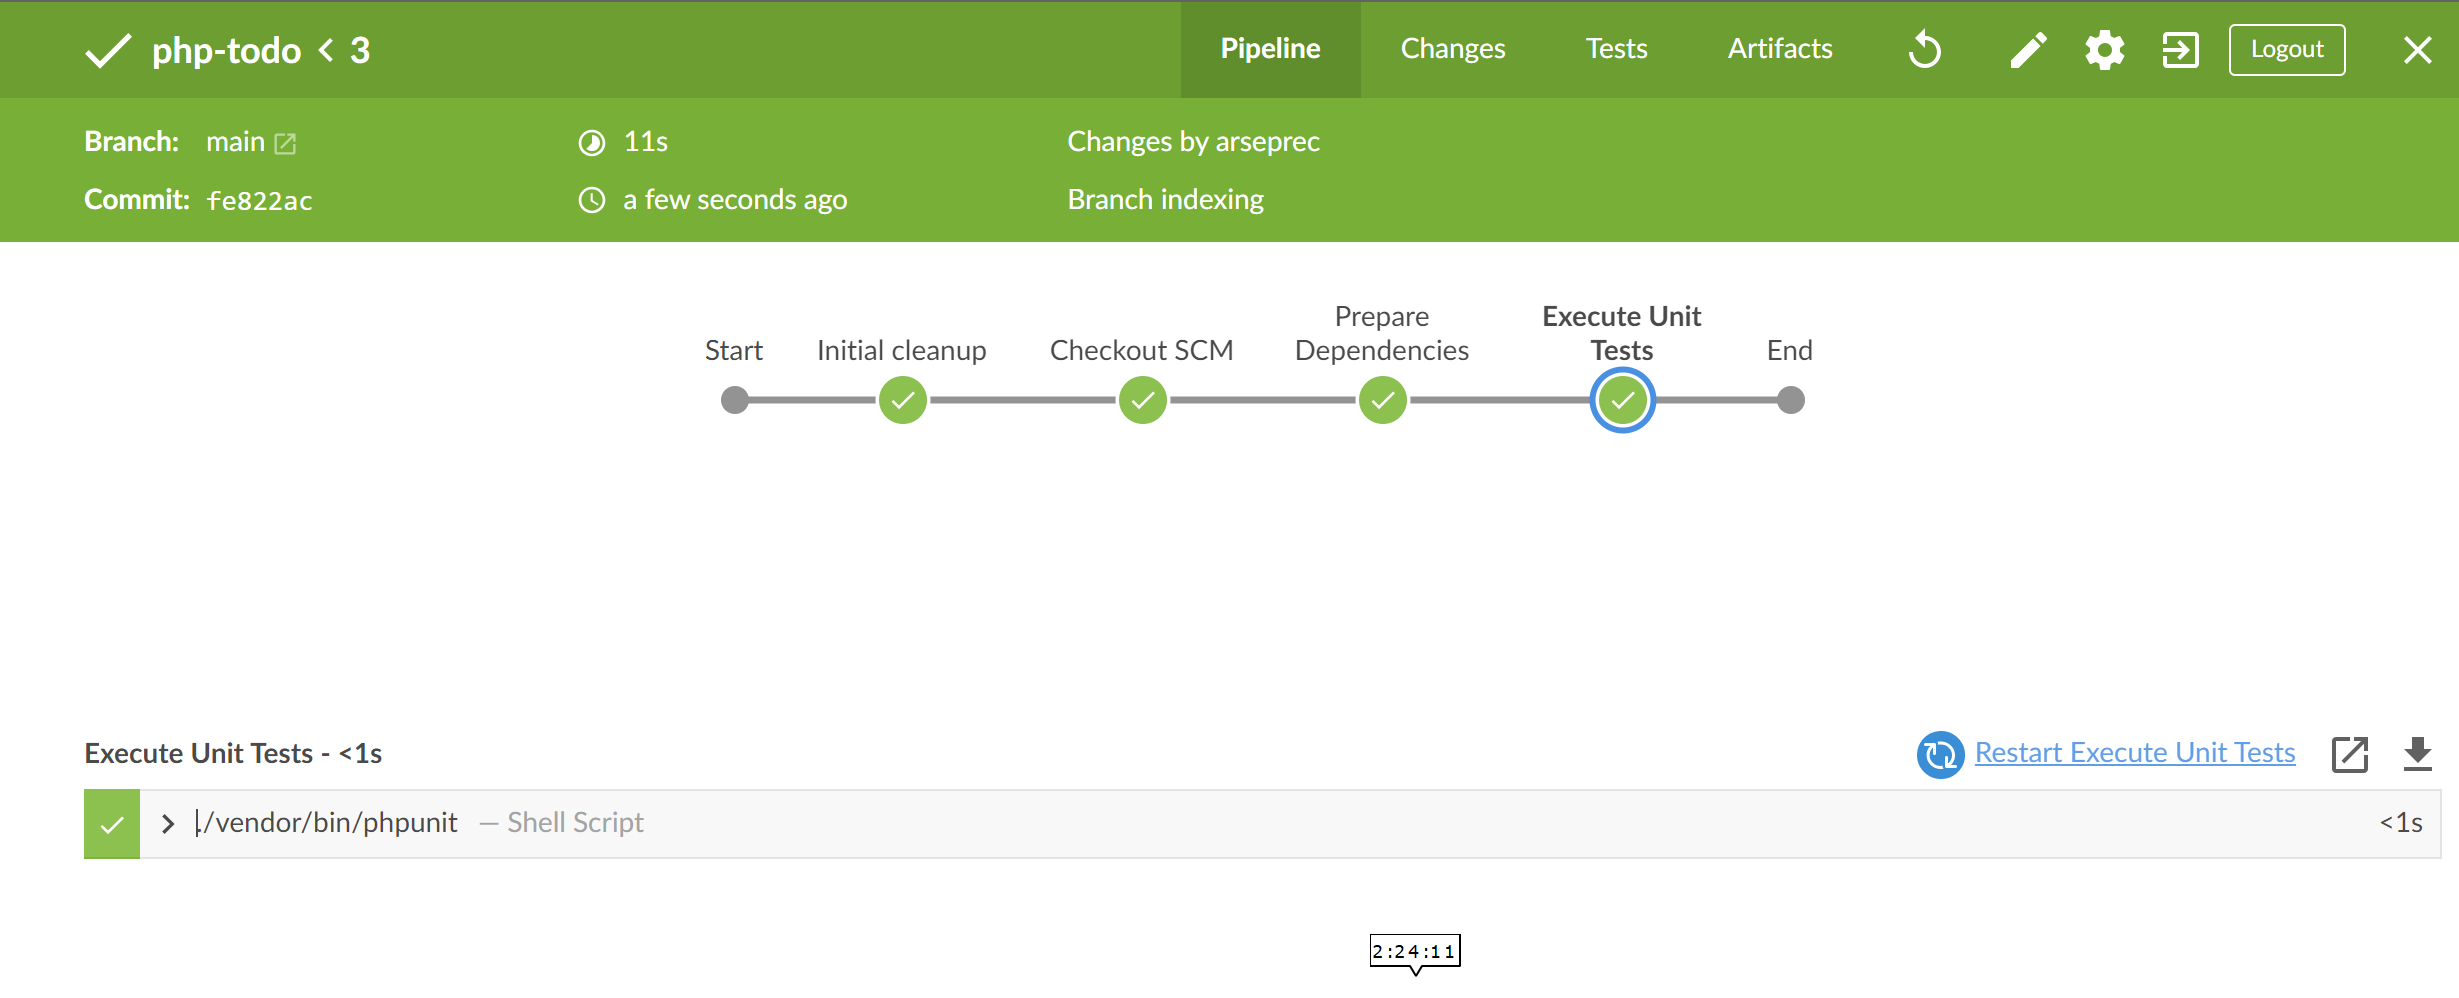 php-todo < 3
Pipeline
Changes
Tests
Artifacts
Logout
Branch: main
11s
Changes by arseprec
Commit: fe822ac
a few seconds ago
Branch indexing
Start
Initial cleanup
Checkout SCM
Prepare
Dependencies
Execute Unit
Tests
End
Execute Unit Tests - <1s
Restart Execute Unit Tests
./vendor/bin/phpunit — Shell Script
<1s
2:24:11